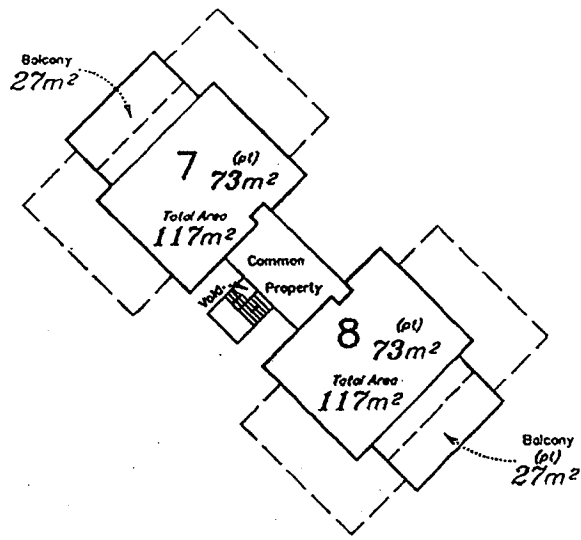 Balcony
27m²
7 (pt)
73m²
Total Area
117m²
Common
Property
Void
8 (pt)
73m²
Total Area
117m²
Balcony
(pt)
27m²